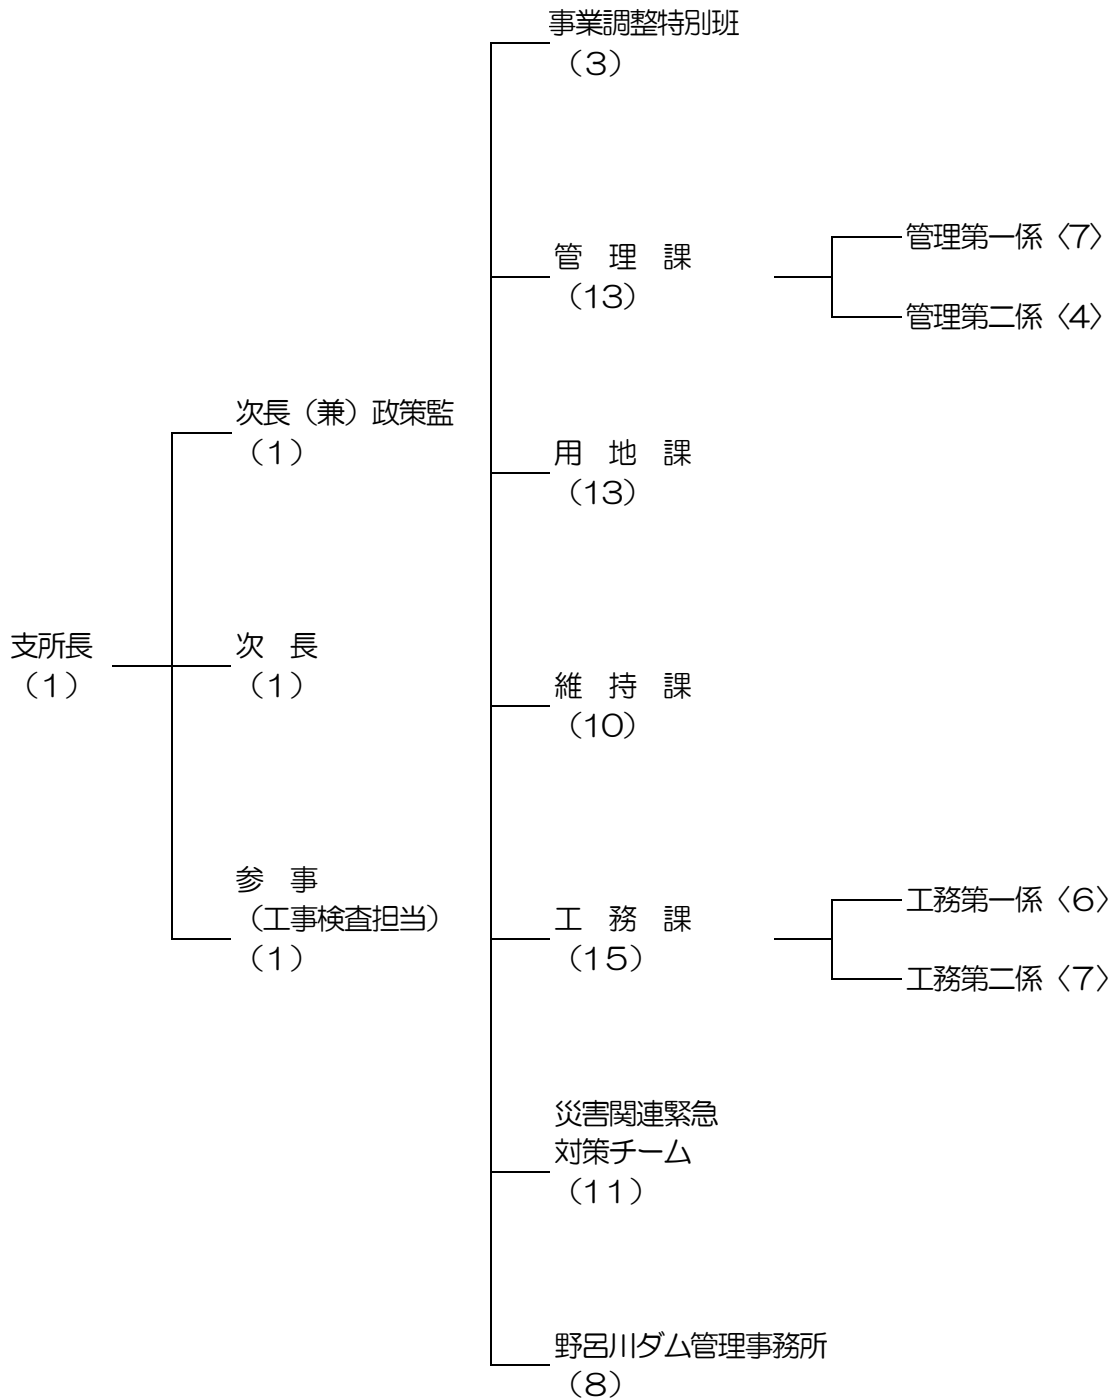 支所長
（1）
次長（兼）政策監
（1）
次　長
（1）
参　事
（工事検査担当）
（1）
事業調整特別班
（3）
管　理　課
（13）
管理第一係〈7〉
管理第二係〈4〉
用　地　課
（13）
維　持　課
（10）
工　務　課
（15）
工務第一係〈6〉
工務第二係〈7〉
災害関連緊急
対策チーム
（11）
野呂川ダム管理事務所
（8）